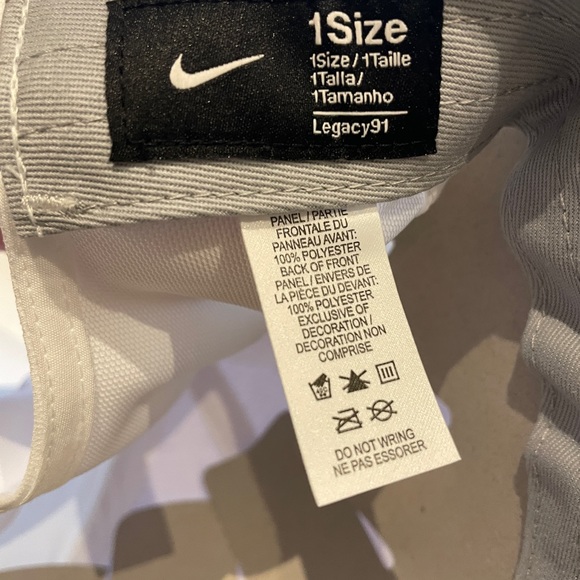 1Size
1Size / 1Taille
1Talla /
1Tamanho
Legacy91
PANEL / PARTIE
FRONTALE DU
PANNEAU AVANT:
100% POLYESTER
BACK OF FRONT
PANEL / ENVERS DE
LA PIÈCE DU DEVANT:
100% POLYESTER
EXCLUSIVE OF
DECORATION /
DECORATION NON
COMPRISE
DO NOT WRING
NE PAS ESSORER